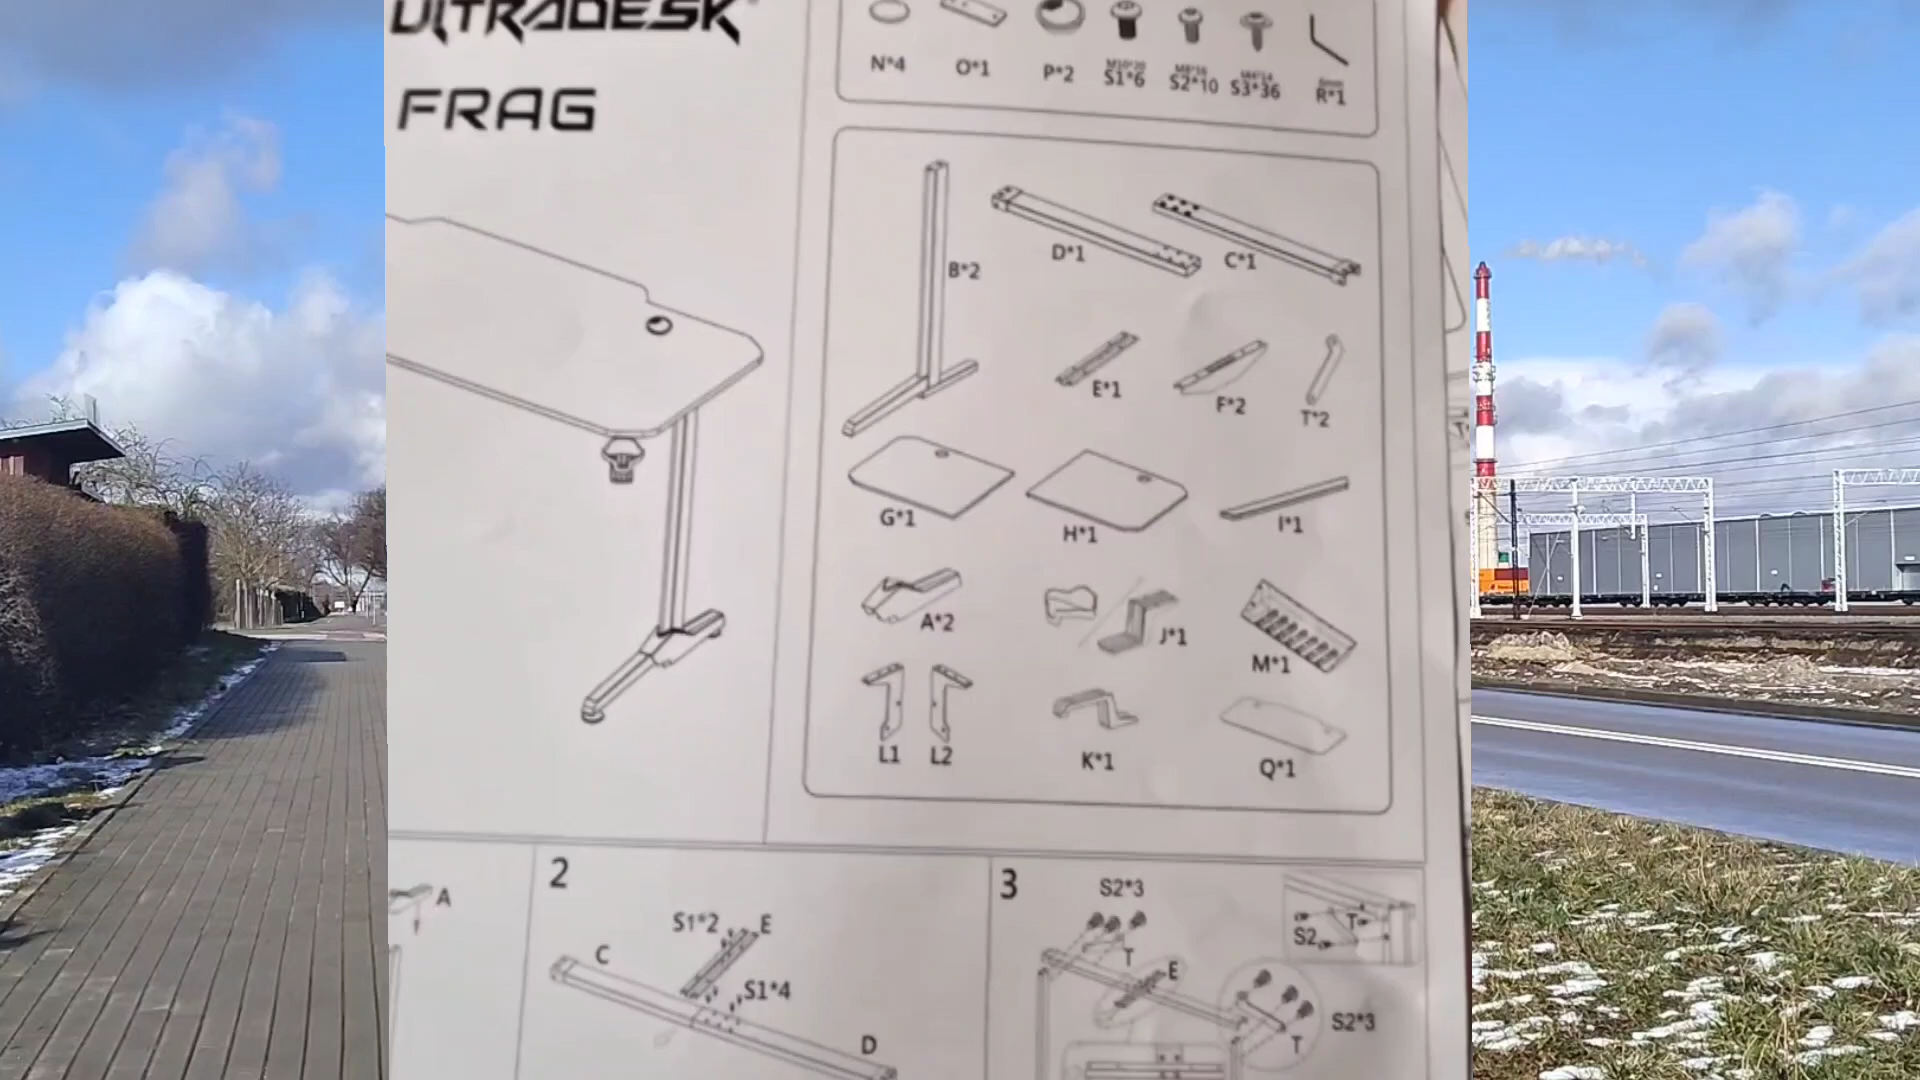 ULTRADESK
FRAG
N*4 O*1 P*2 S1*6 S2*10 S3*36 R*1
B*2 D*1 C*1
E*1 F*2 T*2
G*1 H*1 I*1
A*2 J*1 M*1
L1 L2 K*1 Q*1
A
2
S1*2 E
C
S1*4
D
3
S2*3
T
S2
T
E
S2*3
T